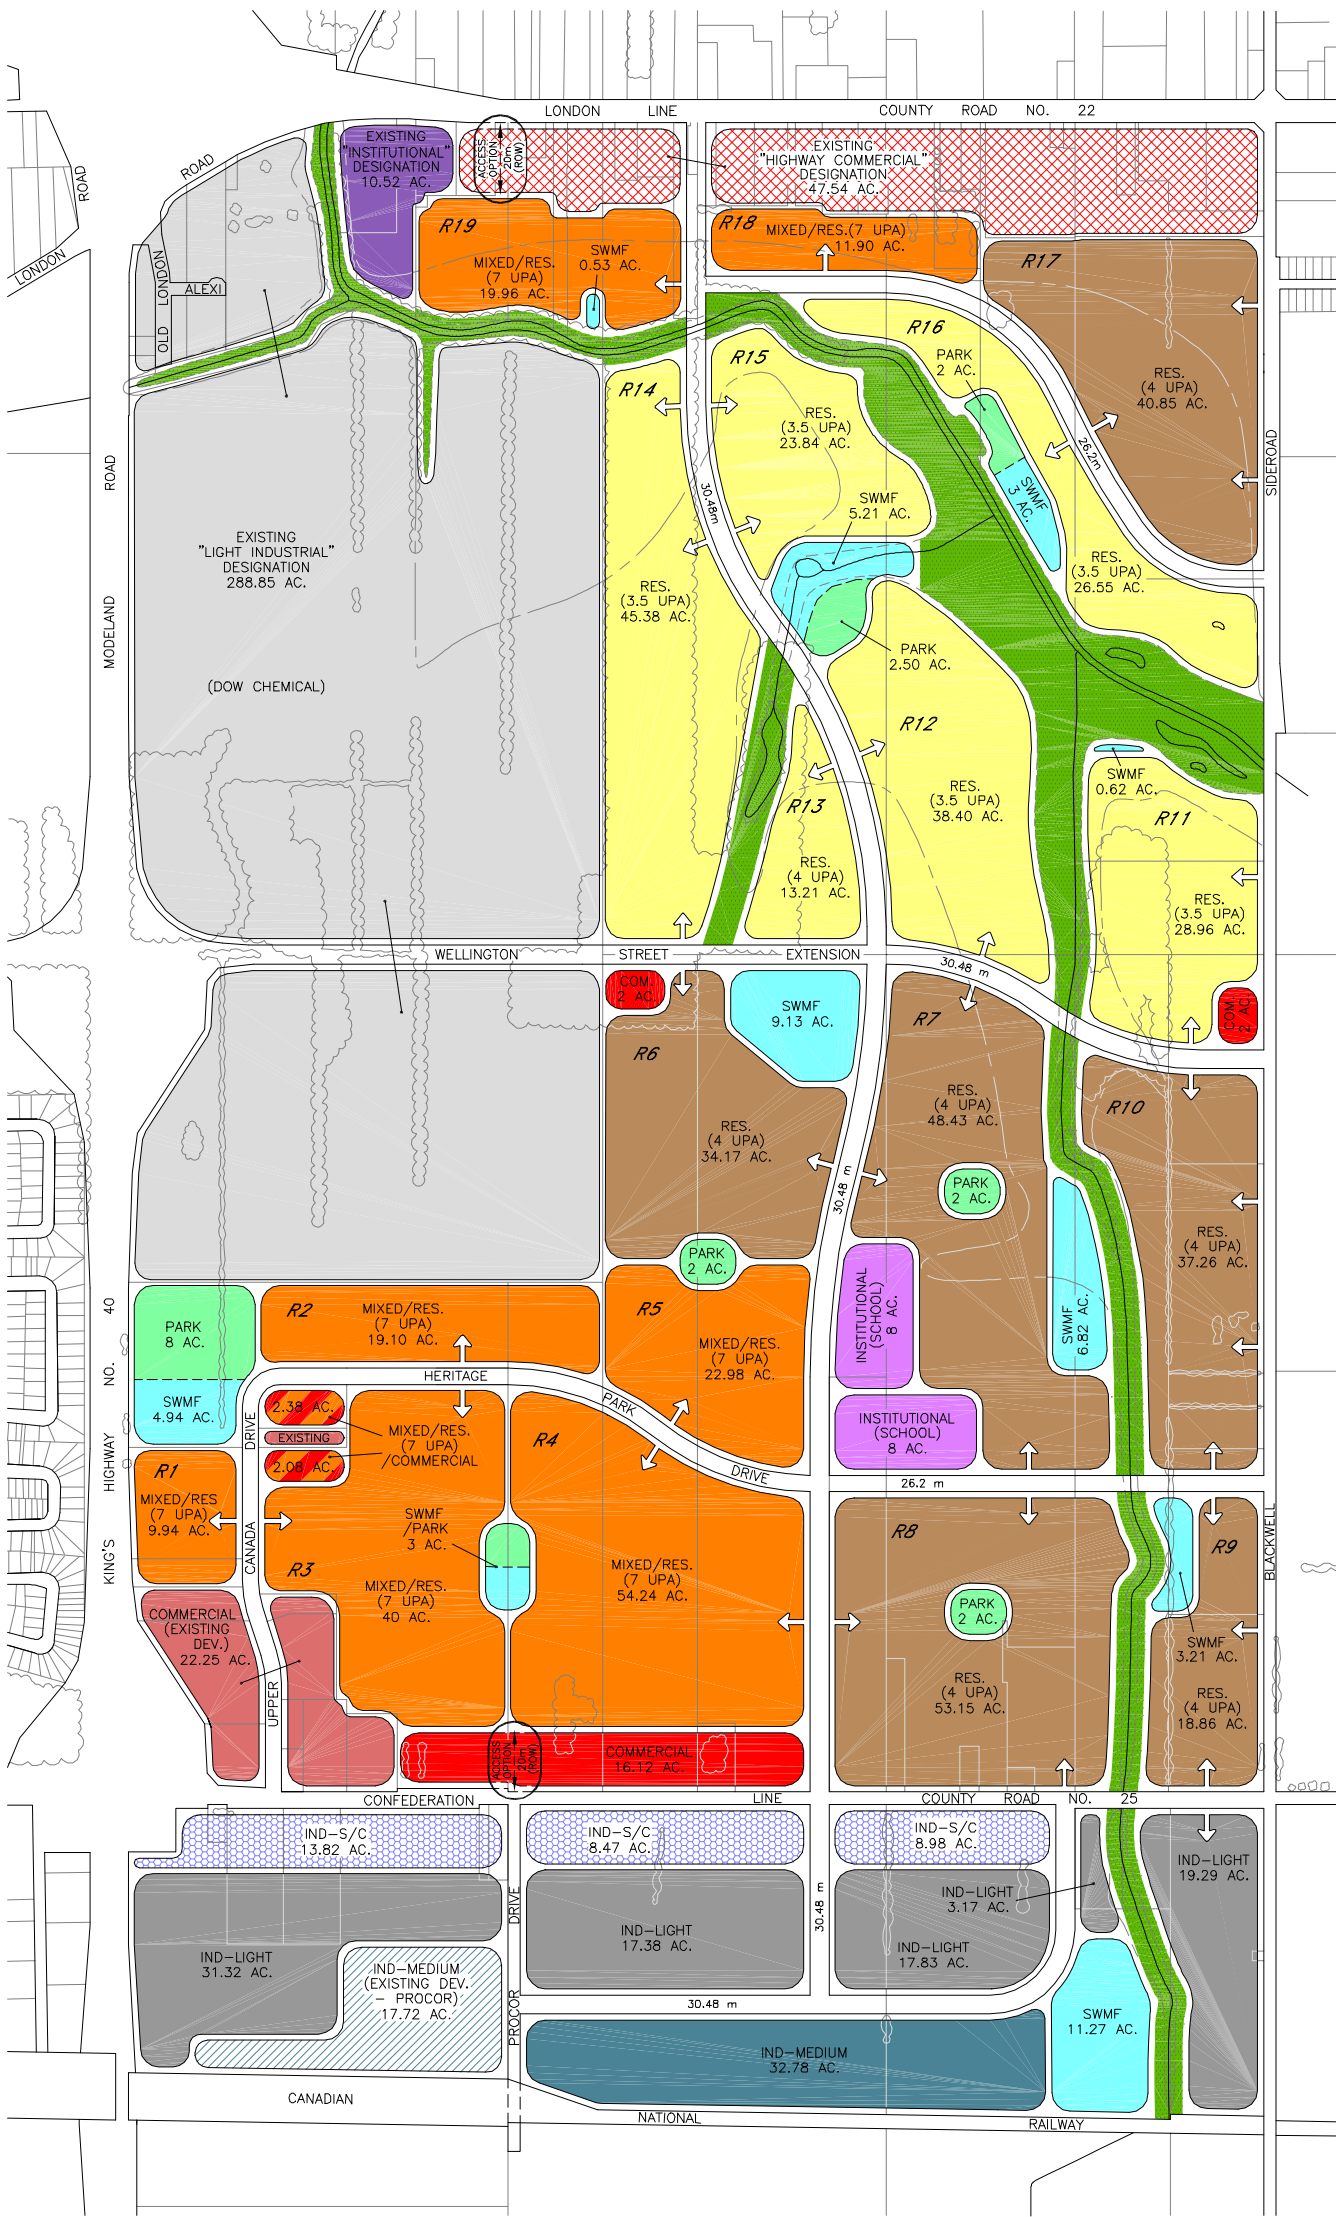 LONDON LINE COUNTY ROAD NO. 22
ROAD
ROAD
LONDON
EXISTING
"INSTITUTIONAL"
DESIGNATION
10.52 AC.
ACCESS
OPTION
20m
(ROW)
EXISTING
"HIGHWAY COMMERCIAL"
DESIGNATION
47.54 AC.
R19
MIXED/RES.
(7 UPA)
19.96 AC.
SWMF
0.53 AC.
R18
MIXED/RES.(7 UPA)
11.90 AC.
R17
RES.
(4 UPA)
40.85 AC.
OLD LONDON
ALEXI
R16
PARK
2 AC.
SWMF
3 AC.
26.2m
RES.
(3.5 UPA)
26.55 AC.
SIDEROAD
R15
RES.
(3.5 UPA)
23.84 AC.
SWMF
5.21 AC.
PARK
2.50 AC.
R14
30.48m
RES.
(3.5 UPA)
45.38 AC.
MODELAND ROAD
EXISTING
"LIGHT INDUSTRIAL"
DESIGNATION
288.85 AC.
(DOW CHEMICAL)
R12
RES.
(3.5 UPA)
38.40 AC.
R13
RES.
(4 UPA)
13.21 AC.
SWMF
0.62 AC.
R11
RES.
(3.5 UPA)
28.96 AC.
WELLINGTON STREET EXTENSION
30.48 m
COM.
2 AC.
COM.
2 AC.
SWMF
9.13 AC.
R6
RES.
(4 UPA)
34.17 AC.
R7
RES.
(4 UPA)
48.43 AC.
R10
RES.
(4 UPA)
37.26 AC.
30.48 m
PARK
2 AC.
PARK
2 AC.
INSTITUTIONAL
(SCHOOL)
8 AC.
SWMF
6.82 AC.
INSTITUTIONAL
(SCHOOL)
8 AC.
KING'S HIGHWAY NO. 40
PARK
8 AC.
SWMF
4.94 AC.
R2
MIXED/RES.
(7 UPA)
19.10 AC.
R5
MIXED/RES.
(7 UPA)
22.98 AC.
HERITAGE PARK DRIVE
26.2 m
2.38 AC.
EXISTING
2.08 AC.
MIXED/RES.
(7 UPA)
/COMMERCIAL
R4
MIXED/RES.
(7 UPA)
54.24 AC.
R1
MIXED/RES
(7 UPA)
9.94 AC.
UPPER CANADA DRIVE
R3
MIXED/RES.
(7 UPA)
40 AC.
SWMF
/PARK
3 AC.
R8
PARK
2 AC.
RES.
(4 UPA)
53.15 AC.
R9
SWMF
3.21 AC.
RES.
(4 UPA)
18.86 AC.
BLACKWELL
COMMERCIAL
(EXISTING
DEV.)
22.25 AC.
ACCESS
OPTION
20m
(ROW)
COMMERCIAL
16.12 AC.
CONFEDERATION LINE COUNTY ROAD NO. 25
IND-S/C
13.82 AC.
IND-S/C
8.47 AC.
IND-S/C
8.98 AC.
IND-LIGHT
31.32 AC.
IND-MEDIUM
(EXISTING DEV.
- PROCOR)
17.72 AC.
PROCOR DRIVE
IND-LIGHT
17.38 AC.
30.48 m
IND-LIGHT
3.17 AC.
IND-LIGHT
17.83 AC.
IND-LIGHT
19.29 AC.
30.48 m
IND-MEDIUM
32.78 AC.
SWMF
11.27 AC.
CANADIAN NATIONAL RAILWAY